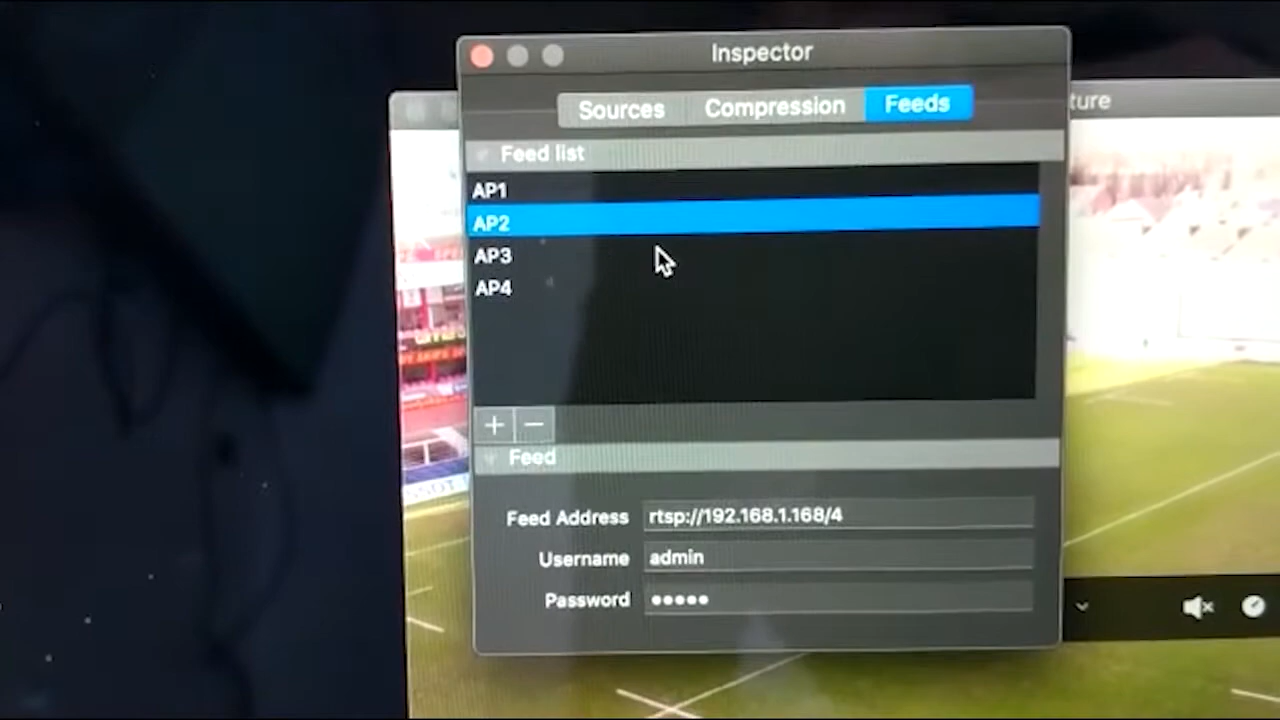 Inspector
Sources Compression Feeds
ture
Feed list
AP1
AP2
AP3
AP4
Feed
Feed Address rtsp://192.168.1.168/4
Username admin
Password •••••